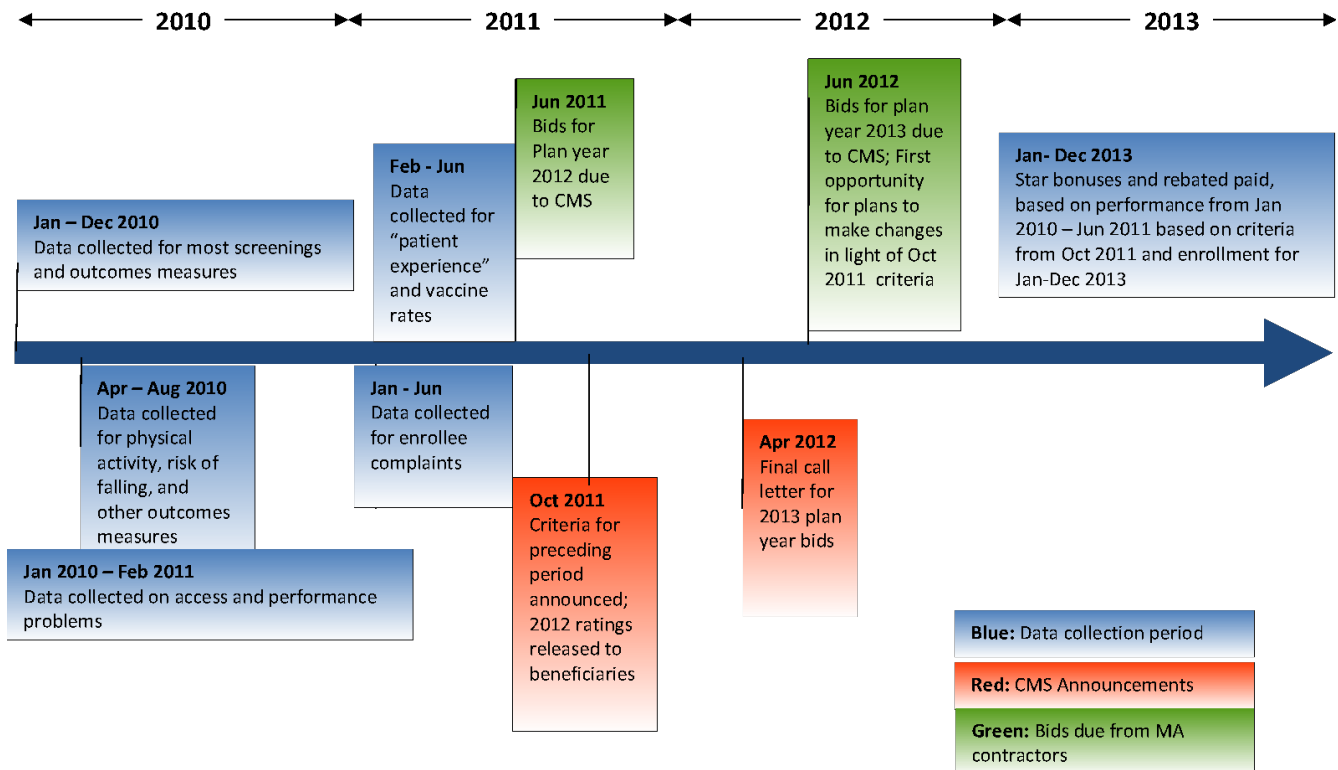 2010
2011
2012
2013
Jun 2012
Bids for plan
year 2013 due
to CMS; First
opportunity
for plans to
make changes
in light of Oct
2011 criteria
Jun 2011
Bids for
Plan year
2012 due
to CMS
Jan- Dec 2013
Star bonuses and rebated paid,
based on performance from Jan
2010 – Jun 2011 based on criteria
from Oct 2011 and enrollment for
Jan-Dec 2013
Feb - Jun
Data
collected for
“patient
experience”
and vaccine
rates
Jan – Dec 2010
Data collected for most screenings
and outcomes measures
Apr – Aug 2010
Data collected
for physical
activity, risk of
falling, and
other outcomes
measures
Jan - Jun
Data collected
for enrollee
complaints
Apr 2012
Final call
letter for
2013 plan
year bids
Oct 2011
Criteria for
preceding
period
announced;
2012 ratings
released to
beneficiaries
Jan 2010 – Feb 2011
Data collected on access and performance
problems
Blue: Data collection period
Red: CMS Announcements
Green: Bids due from MA
contractors